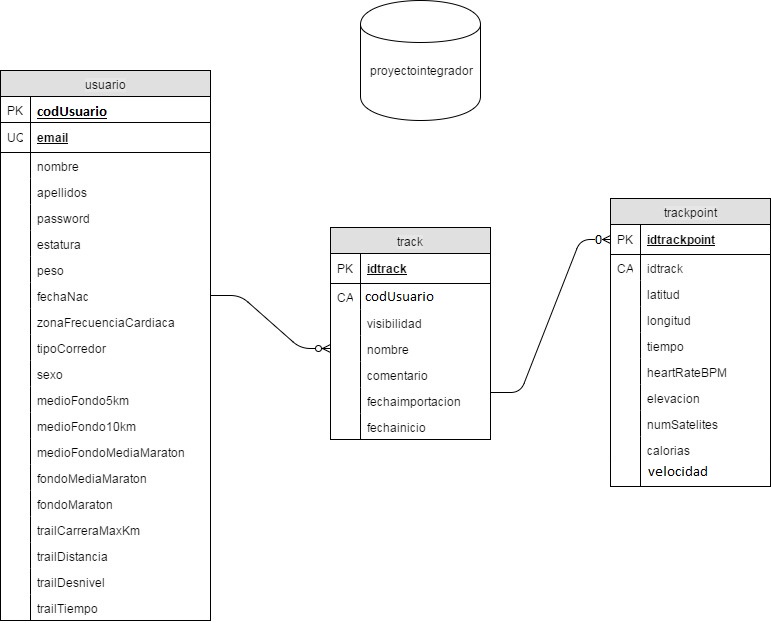 proyectointegrador
usuario
PK codUsuario
UC email
nombre
apellidos
password
estatura
peso
fechaNac
zonaFrecuenciaCardiaca
tipoCorredor
sexo
medioFondo5km
medioFondo10km
medioFondoMediaMaraton
fondoMediaMaraton
fondoMaraton
trailCarreraMaxKm
trailDistancia
trailDesnivel
trailTiempo
track
PK idtrack
CA codUsuario
visibilidad
nombre
comentario
fechaimportacion
fechainicio
trackpoint
PK idtrackpoint
CA idtrack
latitud
longitud
tiempo
heartRateBPM
elevacion
numSatelites
calorias
velocidad